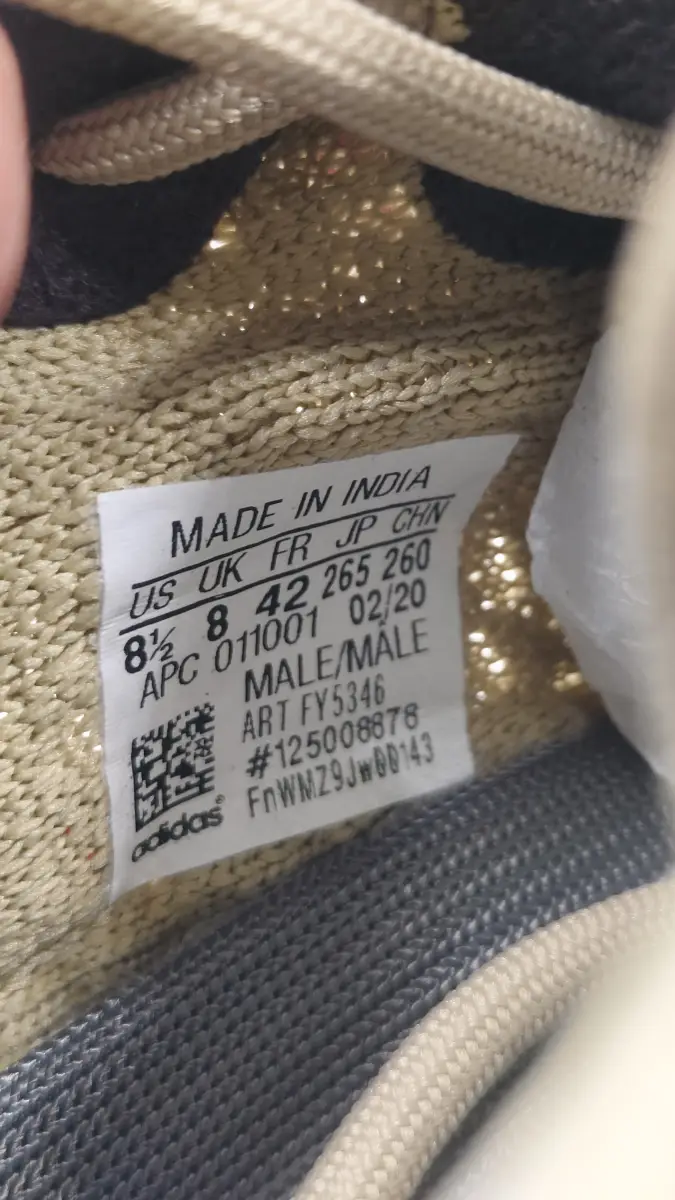 MADE IN INDIA
US UK FR JP CHN
8½ 8 42 265 260
APC 011001 02/20
MALE/MÂLE
ART FY5346
#125008878
FnWMZ9JwQD143
adidas®